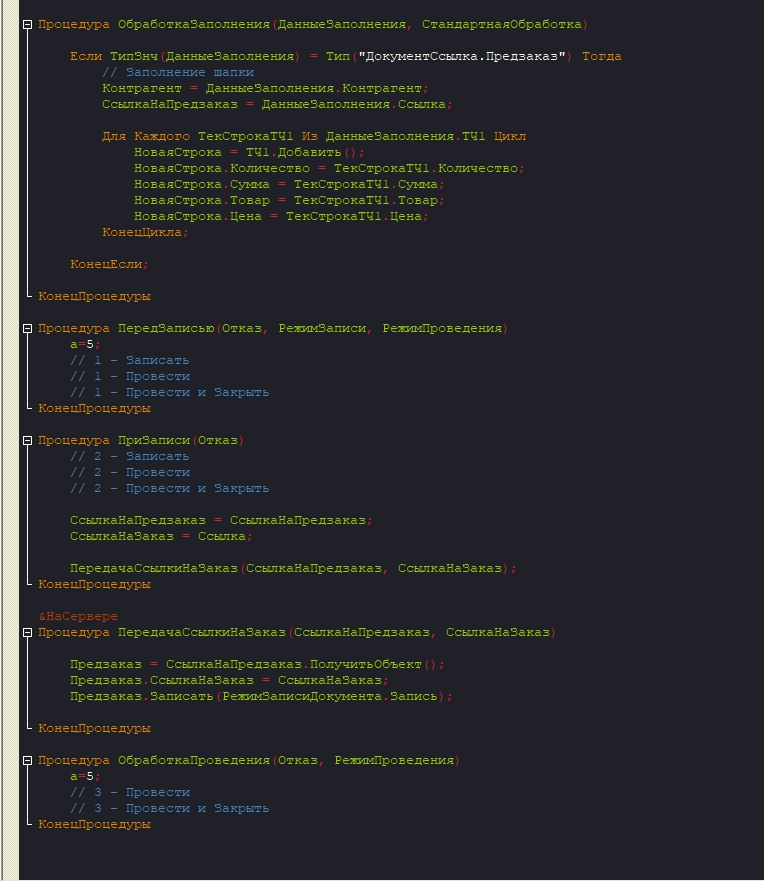 Процедура ОбработкаЗаполнения(ДанныеЗаполнения, СтандартнаяОбработка)
Если ТипЗнч(ДанныеЗаполнения) = Тип("ДокументСсылка.Предзаказ") Тогда
// Заполнение шапки
Контрагент = ДанныеЗаполнения.Контрагент;
СсылкаНаПредзаказ = ДанныеЗаполнения.Ссылка;
Для Каждого ТекСтрокаТЧ1 Из ДанныеЗаполнения.ТЧ1 Цикл
НоваяСтрока = ТЧ1.Добавить();
НоваяСтрока.Количество = ТекСтрокаТЧ1.Количество;
НоваяСтрока.Сумма = ТекСтрокаТЧ1.Сумма;
НоваяСтрока.Товар = ТекСтрокаТЧ1.Товар;
НоваяСтрока.Цена = ТекСтрокаТЧ1.Цена;
КонецЦикла;
КонецЕсли;
КонецПроцедуры
Процедура ПередЗаписью(Отказ, РежимЗаписи, РежимПроведения)
а=5;
// 1 - Записать
// 1 - Провести
// 1 - Провести и Закрыть
КонецПроцедуры
Процедура ПриЗаписи(Отказ)
// 2 - Записать
// 2 - Провести
// 2 - Провести и Закрыть
СсылкаНаПредзаказ = СсылкаНаПредзаказ;
СсылкаНаЗаказ = Ссылка;
ПередачаСсылкиНаЗаказ(СсылкаНаПредзаказ, СсылкаНаЗаказ);
КонецПроцедуры
&НаСервере
Процедура ПередачаСсылкиНаЗаказ(СсылкаНаПредзаказ, СсылкаНаЗаказ)
Предзаказ = СсылкаНаПредзаказ.ПолучитьОбъект();
Предзаказ.СсылкаНаЗаказ = СсылкаНаЗаказ;
Предзаказ.Записать(РежимЗаписиДокумента.Запись);
КонецПроцедуры
Процедура ОбработкаПроведения(Отказ, РежимПроведения)
а=5;
// 3 - Провести
// 3 - Провести и Закрыть
КонецПроцедуры